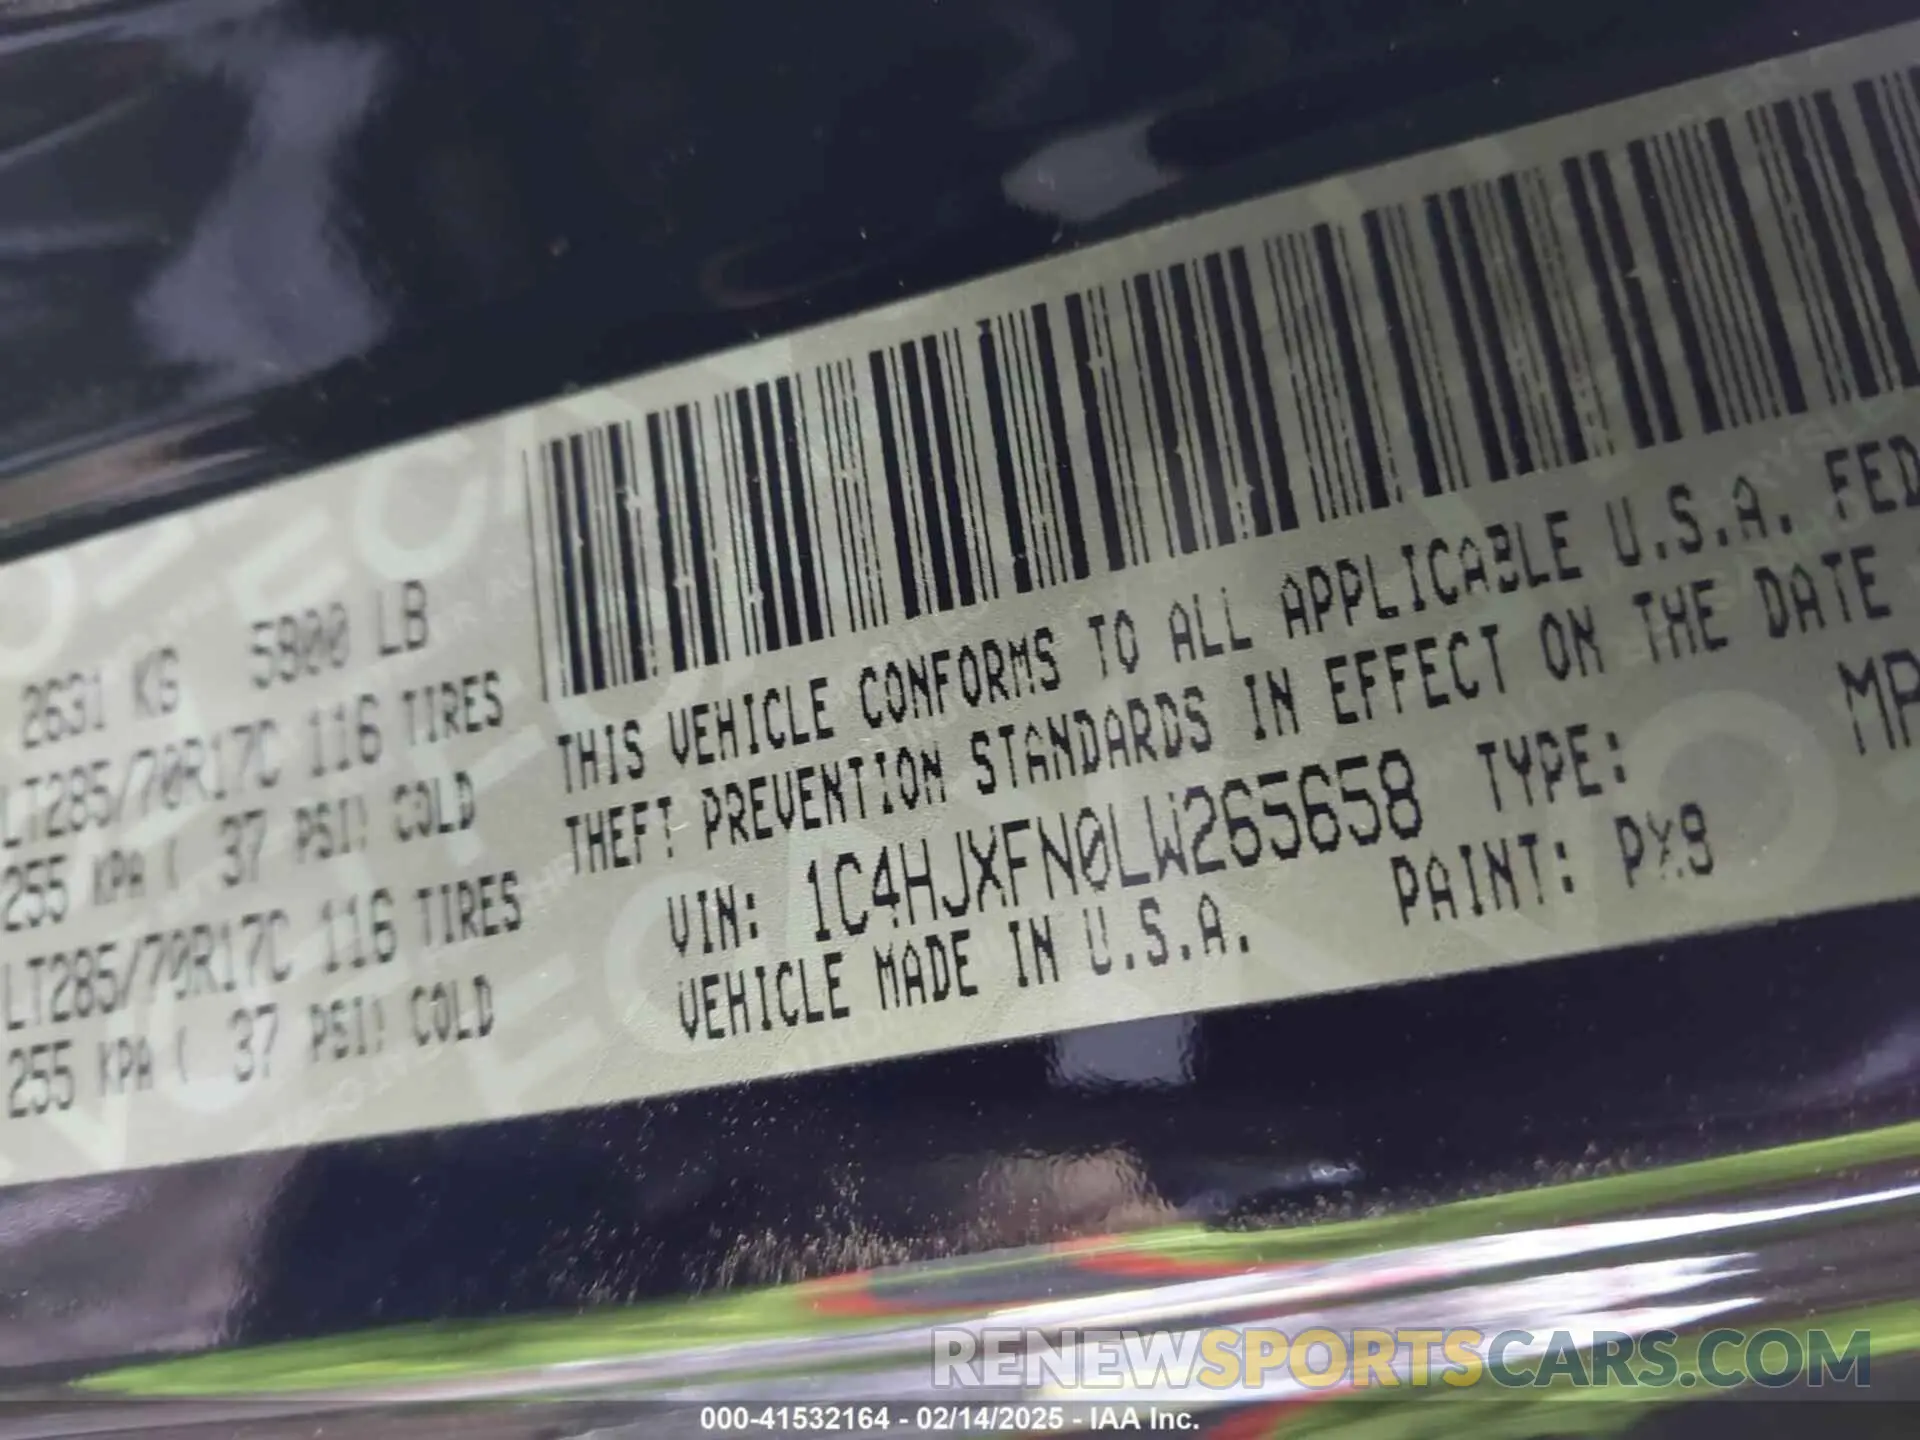 2631 KG 5800 LB
LT285/70R17C 116 TIRES
255 KPA ( 37 PSI) COLD
LT285/70R17C 116 TIRES
255 KPA ( 37 PSI) COLD
THIS VEHICLE CONFORMS TO ALL APPLICABLE U.S.A. FED
THEFT PREVENTION STANDARDS IN EFFECT ON THE DATE
VIN: 1C4HJXFN0LW265658 TYPE: MP
VEHICLE MADE IN U.S.A. PAINT: PX8
RENEWSPORTSCARS.COM
000-41532164 - 02/14/2025 - IAA Inc.